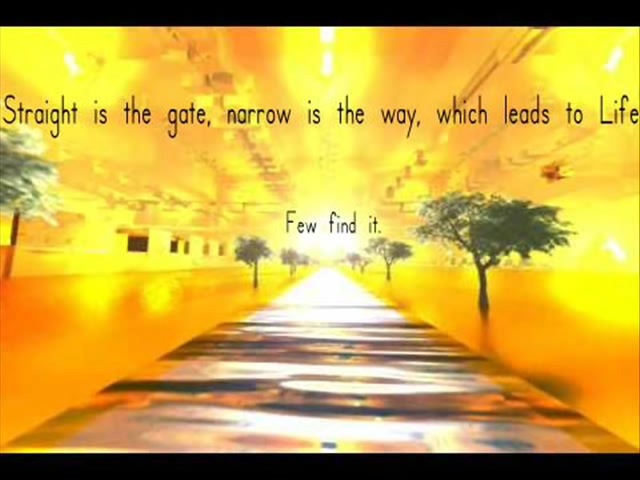 Straight is the gate, narrow is the way, which leads to Life
Few find it.